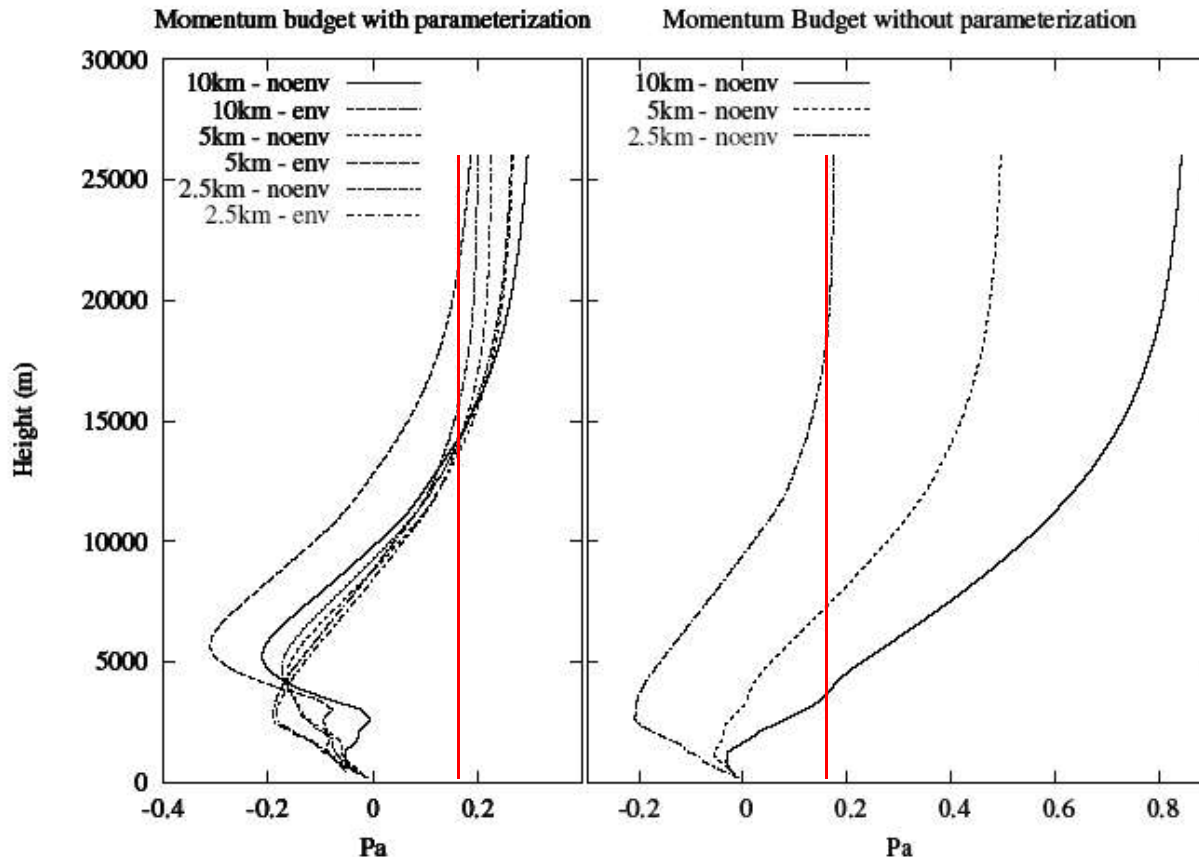 Momentum budget with parameterization
Momentum Budget without parameterization
30000
25000
20000
15000
10000
5000
0
Height (m)
10km - noenv
10km - env
5km - noenv
5km - env
2.5km - noenv
2.5km - env
10km - noenv
5km - noenv
2.5km - noenv
-0.4 -0.2 0 0.2
-0.2 0 0.2 0.4 0.6 0.8
Pa
Pa